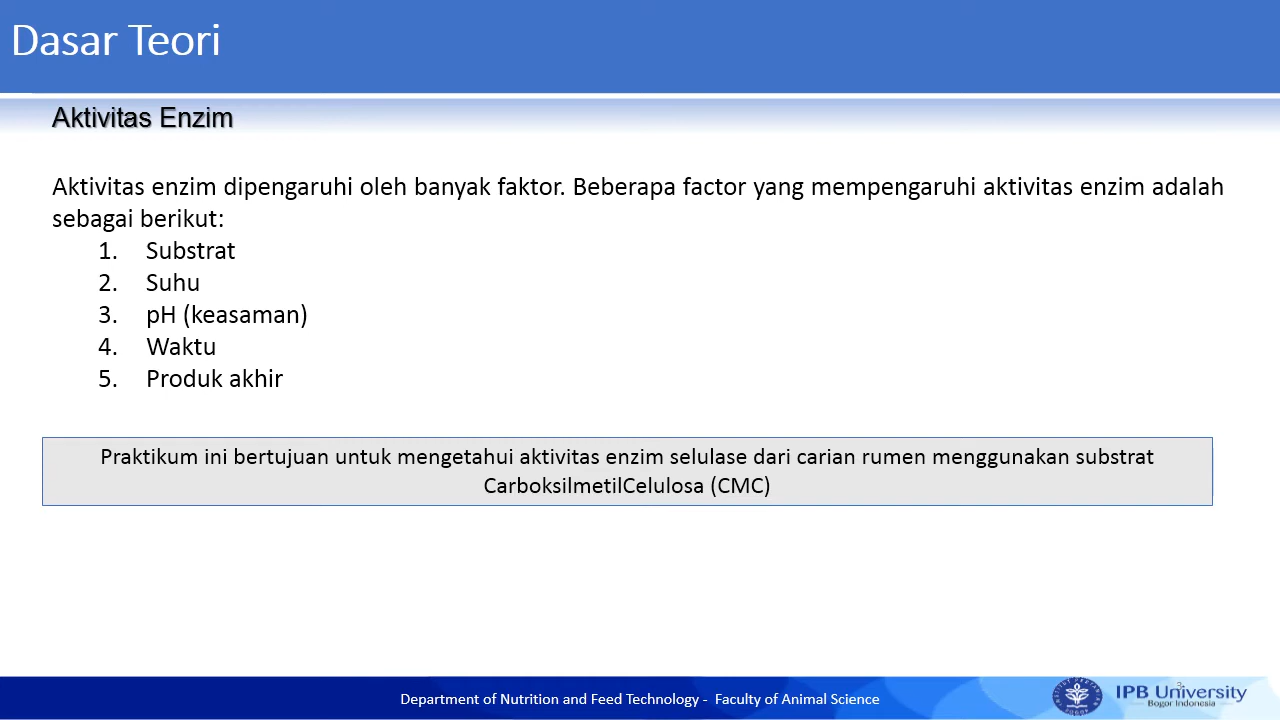 Dasar Teori
Aktivitas Enzim
Aktivitas enzim dipengaruhi oleh banyak faktor. Beberapa factor yang mempengaruhi aktivitas enzim adalah
sebagai berikut:
1. Substrat
2. Suhu
3. pH (keasaman)
4. Waktu
5. Produk akhir
Praktikum ini bertujuan untuk mengetahui aktivitas enzim selulase dari carian rumen menggunakan substrat
CarboksilmetilCelulosa (CMC)
Department of Nutrition and Feed Technology - Faculty of Animal Science
IPB University
Bogor Indonesia